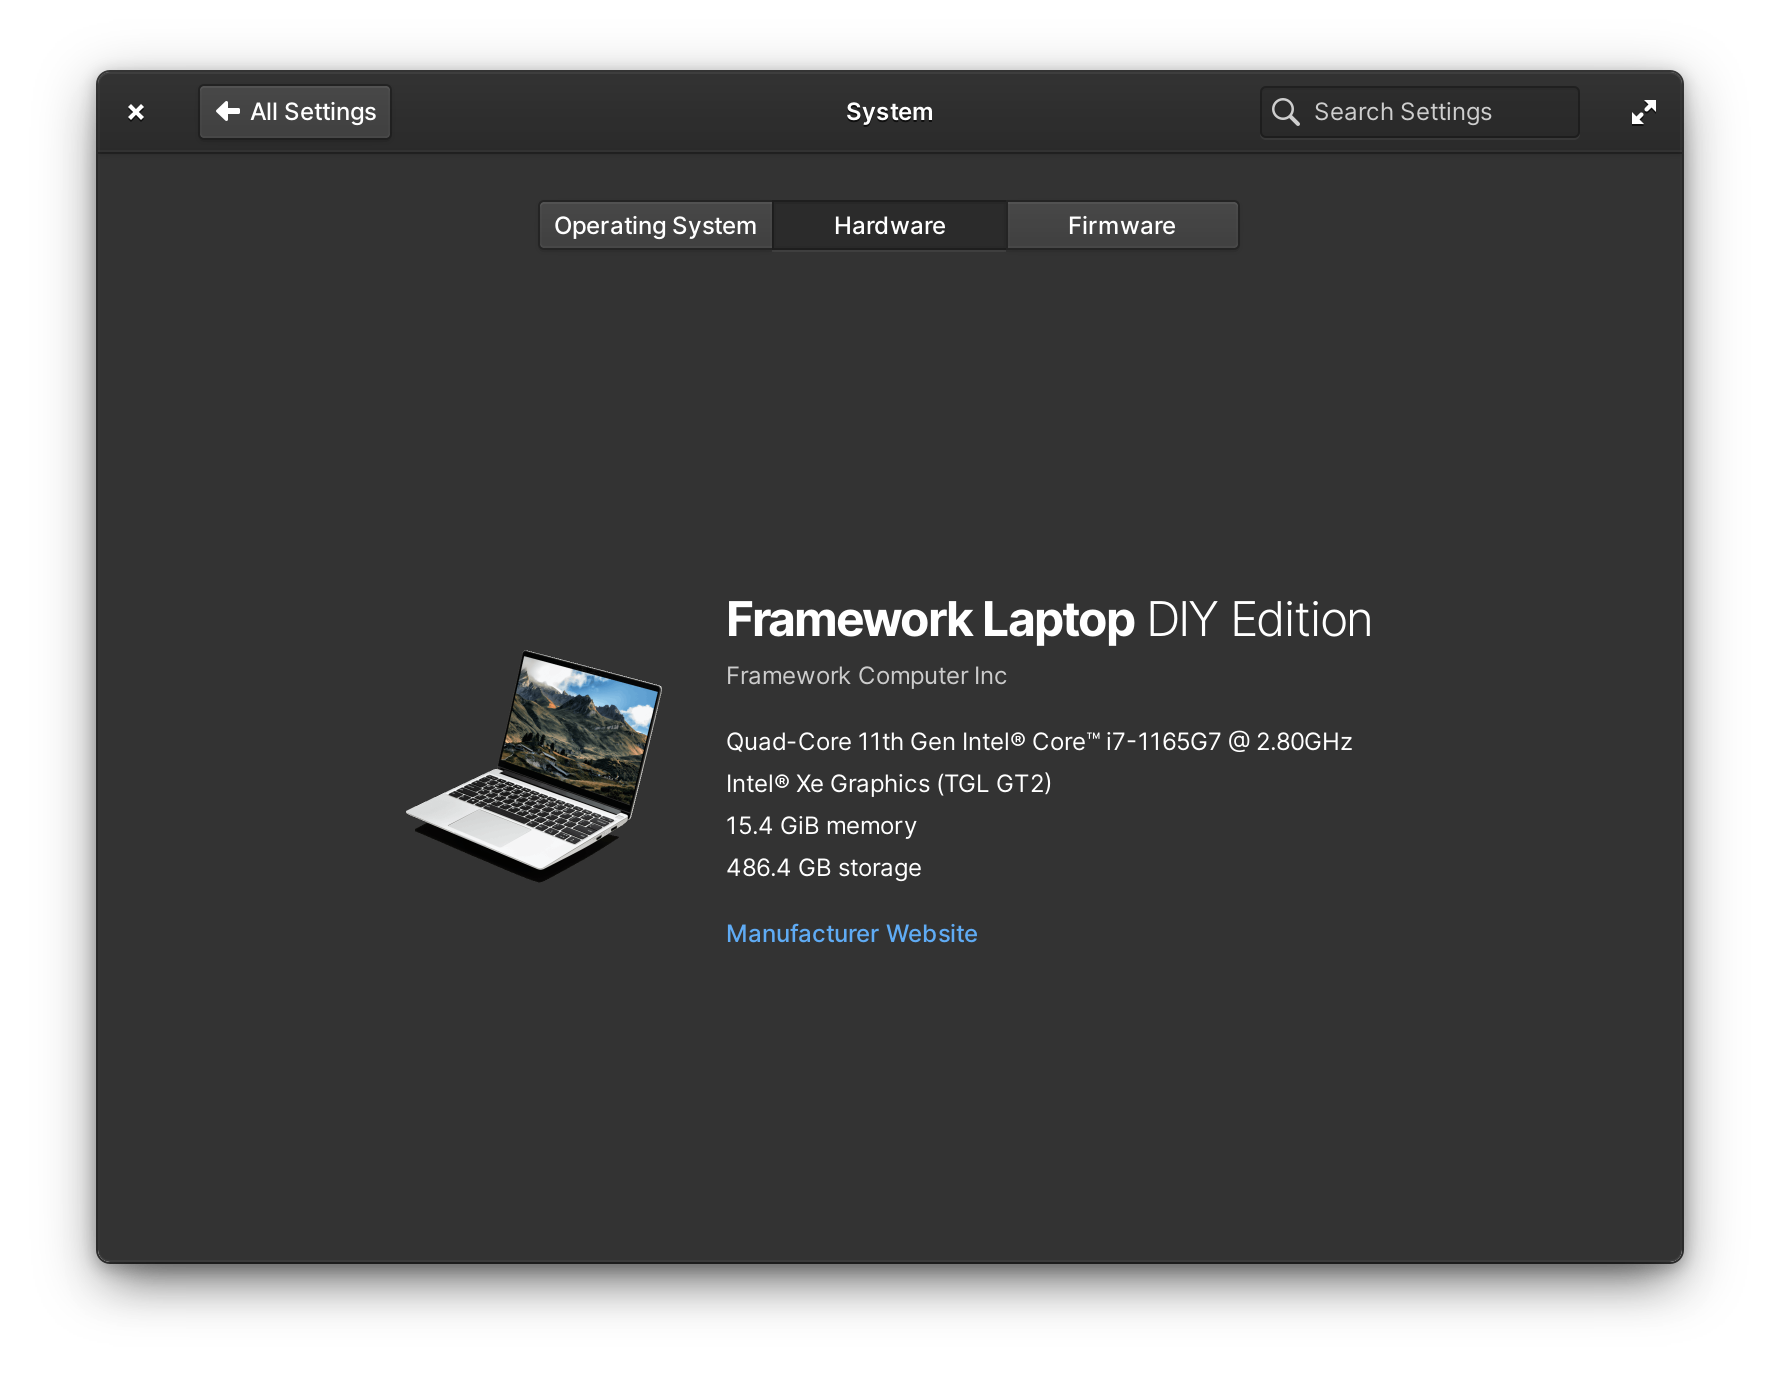 All Settings
System
Search Settings
Operating System
Hardware
Firmware
Framework Laptop DIY Edition
Framework Computer Inc
Quad-Core 11th Gen Intel® Core™ i7-1165G7 @ 2.80GHz
Intel® Xe Graphics (TGL GT2)
15.4 GiB memory
486.4 GB storage
Manufacturer Website